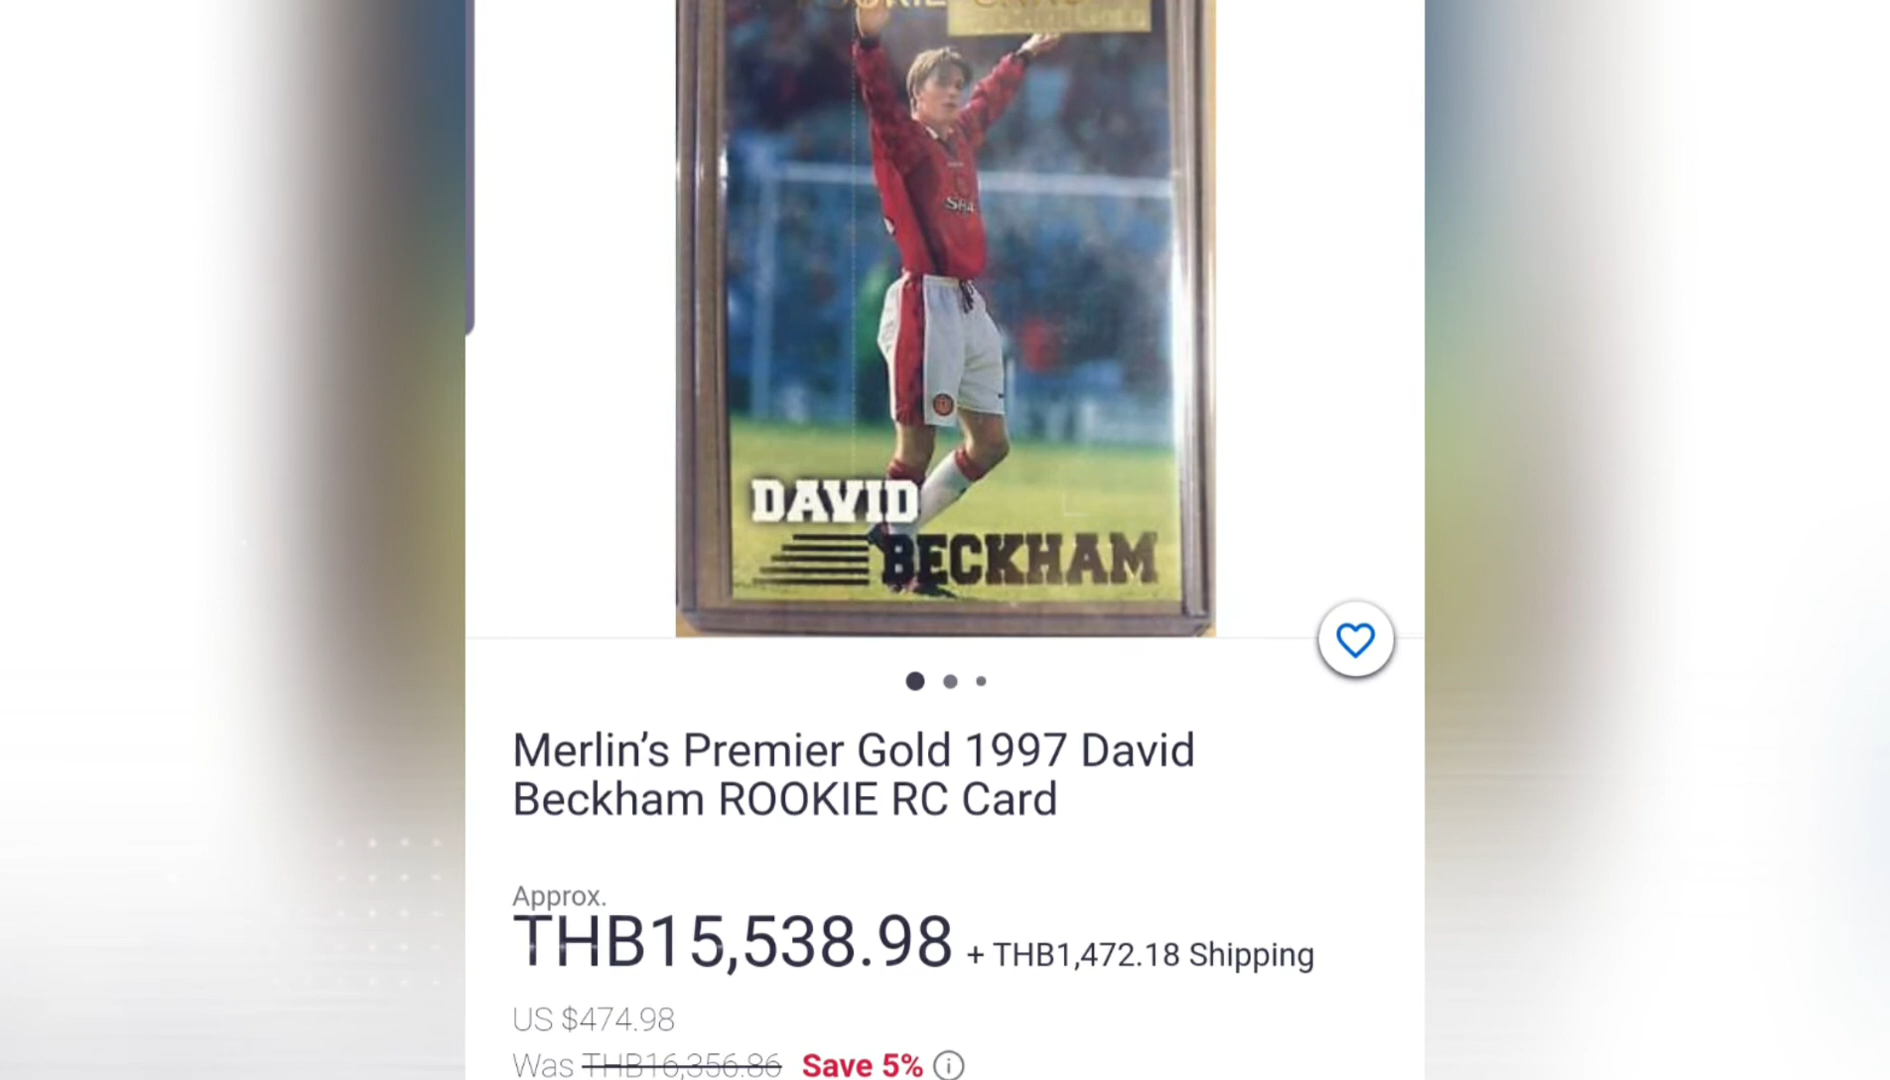 DAVID
BECKHAM
Merlin's Premier Gold 1997 David
Beckham ROOKIE RC Card
Approx.
THB15,538.98 + THB1,472.18 Shipping
US $474.98
Was THB16,356.86 Save 5%